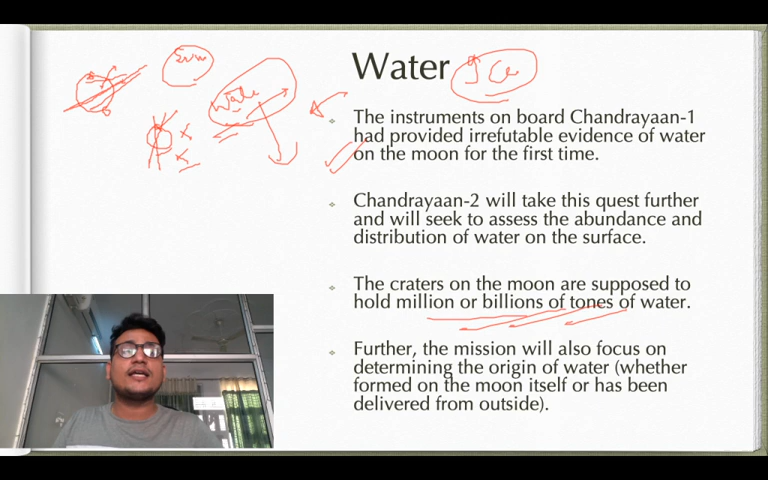 Water Ice
Sun
Water
The instruments on board Chandrayaan-1
had provided irrefutable evidence of water
on the moon for the first time.
Chandrayaan-2 will take this quest further
and will seek to assess the abundance and
distribution of water on the surface.
The craters on the moon are supposed to
hold million or billions of tones of water.
Further, the mission will also focus on
determining the origin of water (whether
formed on the moon itself or has been
delivered from outside).